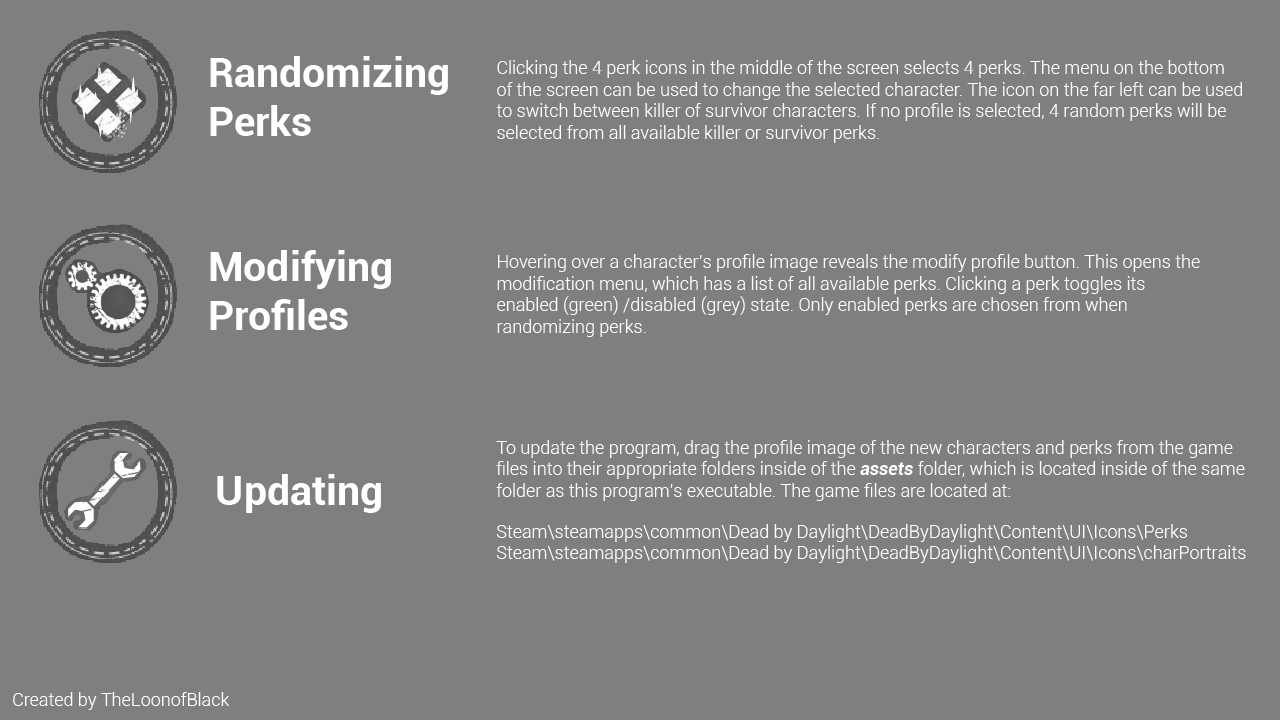 Randomizing
Perks
Clicking the 4 perk icons in the middle of the screen selects 4 perks. The menu on the bottom
of the screen can be used to change the selected character. The icon on the far left can be used
to switch between killer of survivor characters. If no profile is selected, 4 random perks will be
selected from all available killer or survivor perks.
Modifying
Profiles
Hovering over a character's profile image reveals the modify profile button. This opens the
modification menu, which has a list of all available perks. Clicking a perk toggles its
enabled (green) /disabled (grey) state. Only enabled perks are chosen from when
randomizing perks.
Updating
To update the program, drag the profile image of the new characters and perks from the game
files into their appropriate folders inside of the assets folder, which is located inside of the same
folder as this program's executable. The game files are located at:
Steam\steamapps\common\Dead by Daylight\DeadByDaylight\Content\UI\Icons\Perks
Steam\steamapps\common\Dead by Daylight\DeadByDaylight\Content\UI\Icons\charPortraits
Created by TheLoonofBlack